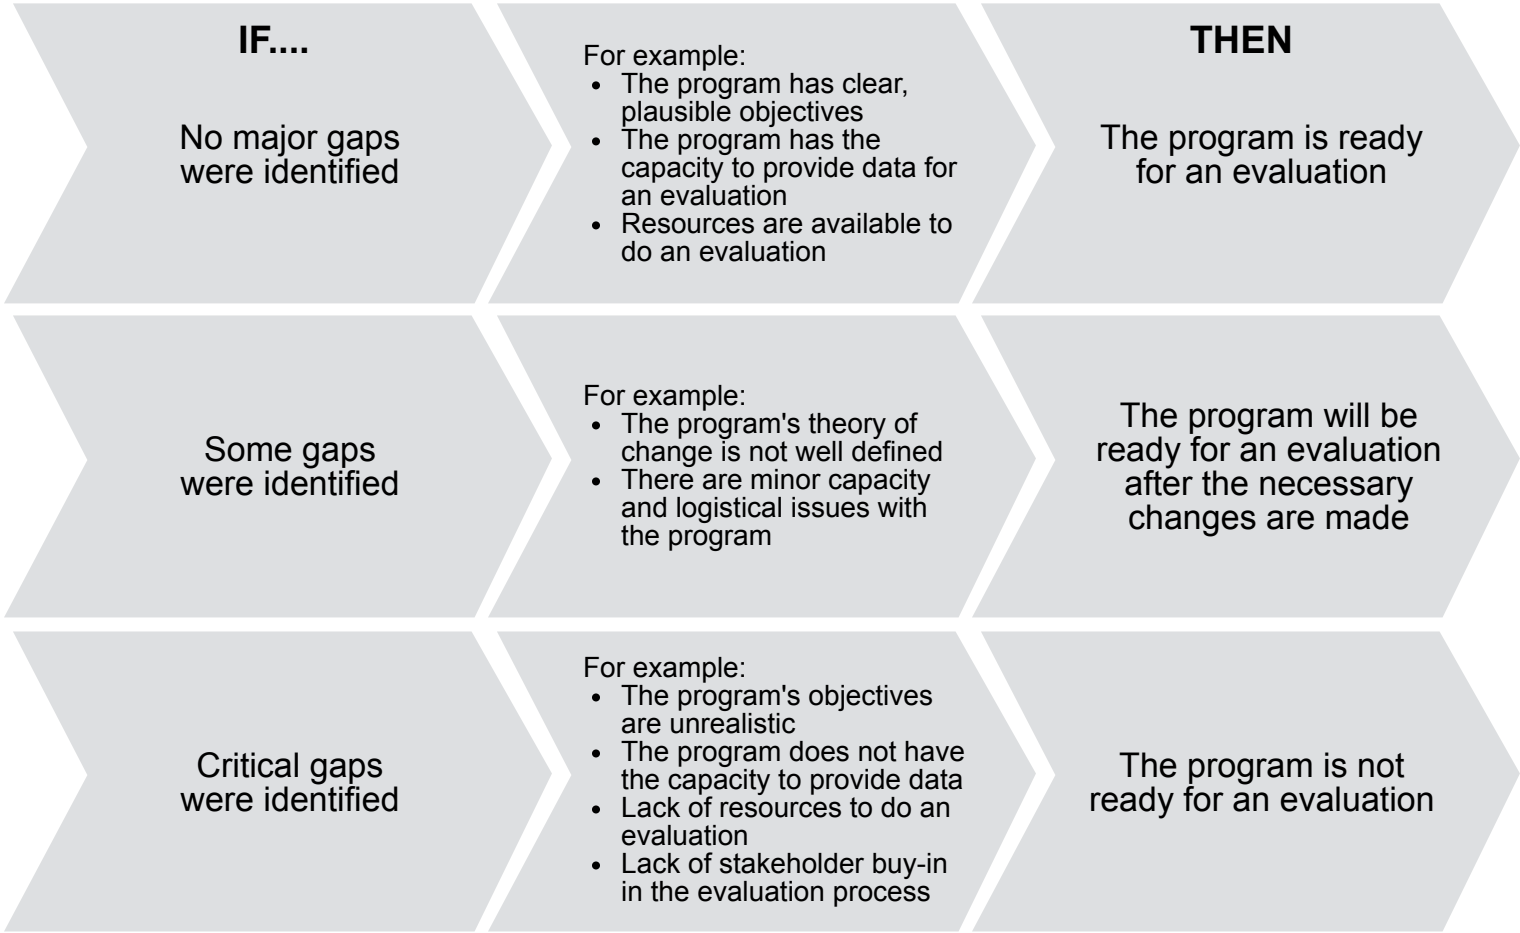 IF....
No major gaps
were identified
For example:
• The program has clear,
plausible objectives
• The program has the
capacity to provide data for
an evaluation
• Resources are available to
do an evaluation
THEN
The program is ready
for an evaluation
Some gaps
were identified
For example:
• The program's theory of
change is not well defined
• There are minor capacity
and logistical issues with
the program
The program will be
ready for an evaluation
after the necessary
changes are made
Critical gaps
were identified
For example:
• The program's objectives
are unrealistic
• The program does not have
the capacity to provide data
• Lack of resources to do an
evaluation
• Lack of stakeholder buy-in
in the evaluation process
The program is not
ready for an evaluation